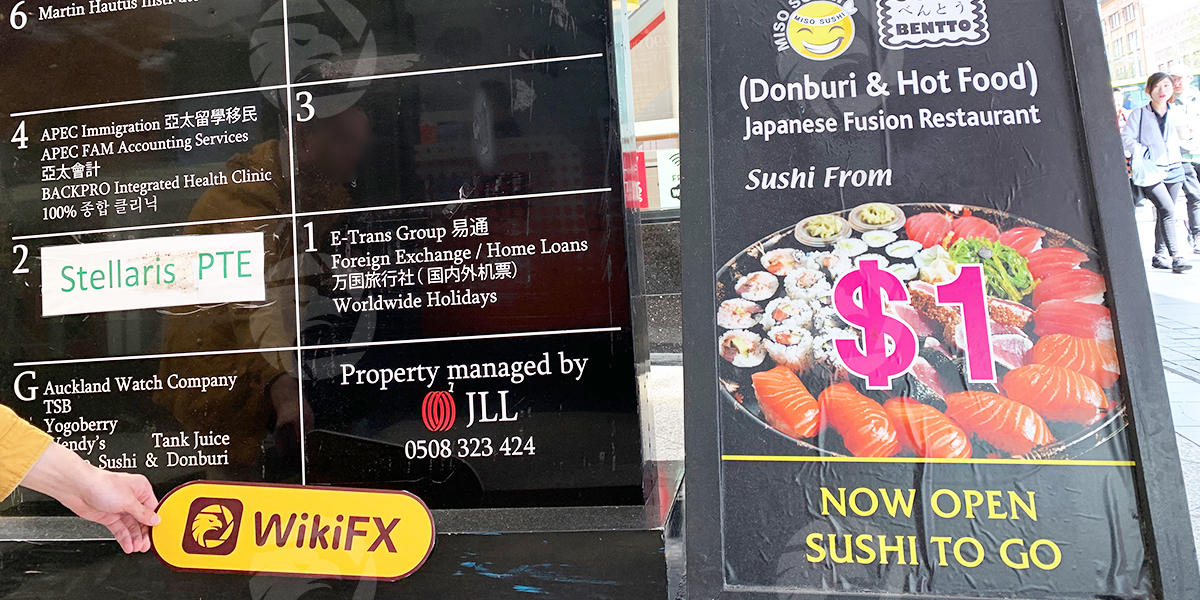 6
Martin Hautus
4
APEC Immigration 亞太留學移民
APEC FAM Accounting Services
亞太會計
BACKPRO Integrated Health Clinic
100% 종합 클리닉
3
2
Stellaris PTE
1
E-Trans Group 易通
Foreign Exchange / Home Loans
万国旅行社(国内外机票)
Worldwide Holidays
G
Auckland Watch Company
TSB
Yogoberry
Wendy's Tank Juice
Sushi & Donburi
Property managed by
JLL
0508 323 424
WikiFX
MISO SUSHI
べんとう
BENTTO
(Donburi & Hot Food)
Japanese Fusion Restaurant
Sushi From
$1
NOW OPEN
SUSHI TO GO